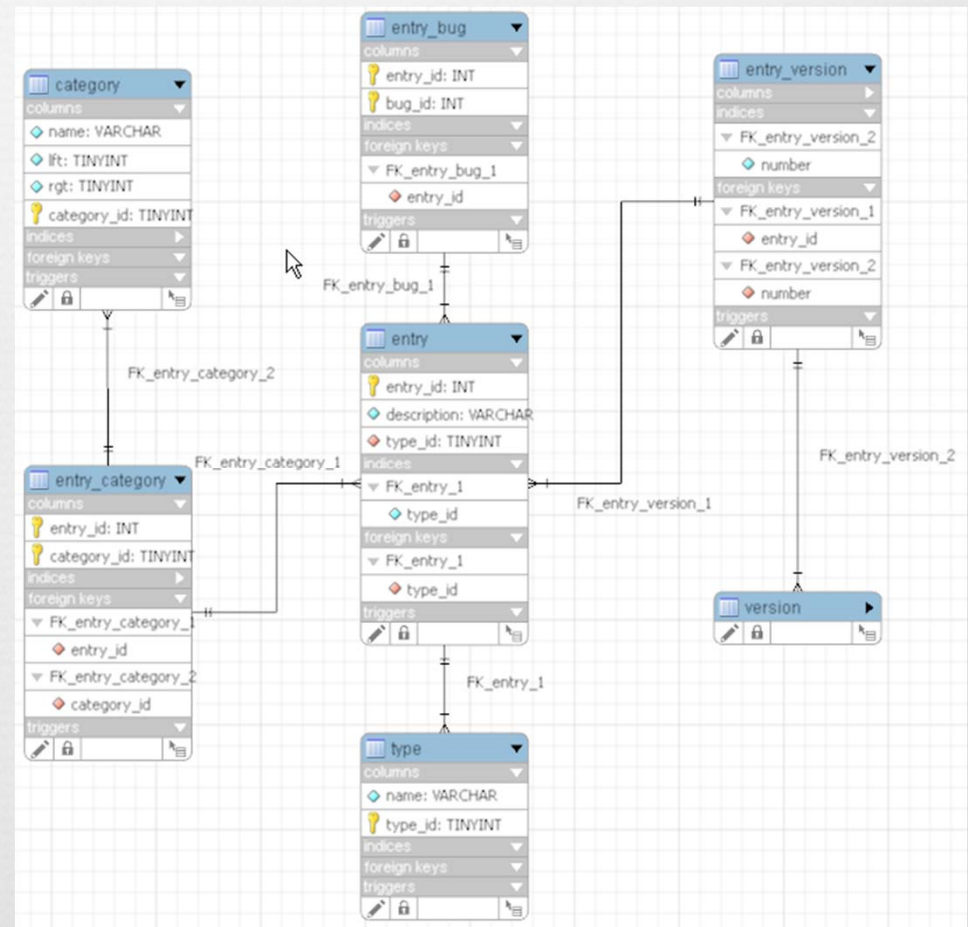 category
columns
name: VARCHAR
lft: TINYINT
rgt: TINYINT
category_id: TINYINT
indices
foreign keys
triggers
entry_bug
columns
entry_id: INT
bug_id: INT
indices
foreign keys
FK_entry_bug_1
entry_id
triggers
entry_version
columns
indices
FK_entry_version_2
number
foreign keys
FK_entry_version_1
entry_id
FK_entry_version_2
number
triggers
FK_entry_bug_1
FK_entry_category_2
entry
columns
entry_id: INT
description: VARCHAR
type_id: TINYINT
indices
FK_entry_1
type_id
foreign keys
FK_entry_1
type_id
triggers
FK_entry_category_1
FK_entry_version_1
FK_entry_version_2
entry_category
columns
entry_id: INT
category_id: TINYINT
indices
foreign keys
FK_entry_category_1
entry_id
FK_entry_category_2
category_id
triggers
version
FK_entry_1
type
columns
name: VARCHAR
type_id: TINYINT
indices
foreign keys
triggers